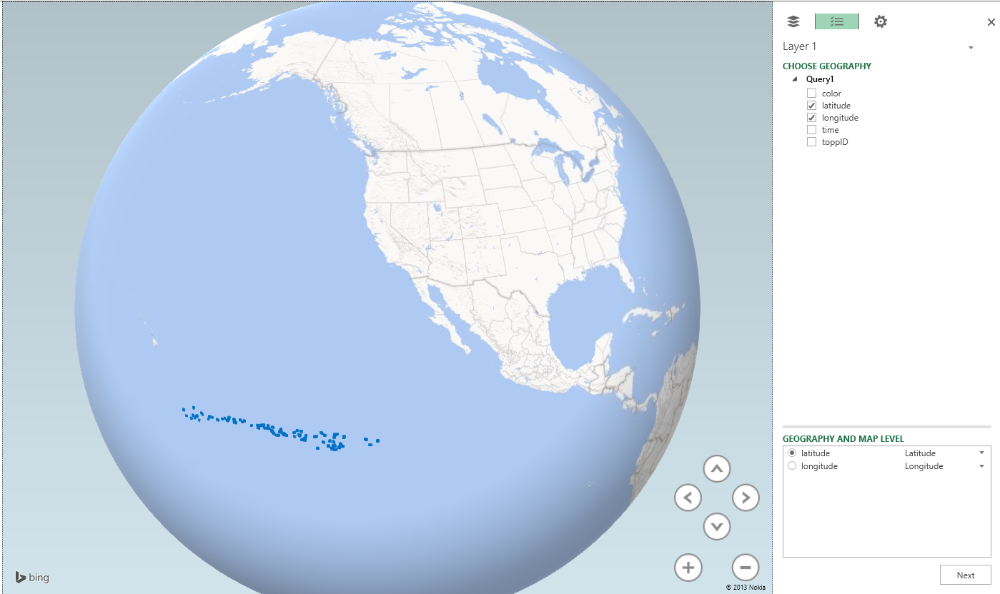 Layer 1
CHOOSE GEOGRAPHY
Query1
color
latitude
longitude
time
toppID
GEOGRAPHY AND MAP LEVEL
latitude Latitude
longitude Longitude
Next
bing
© 2013 Nokia